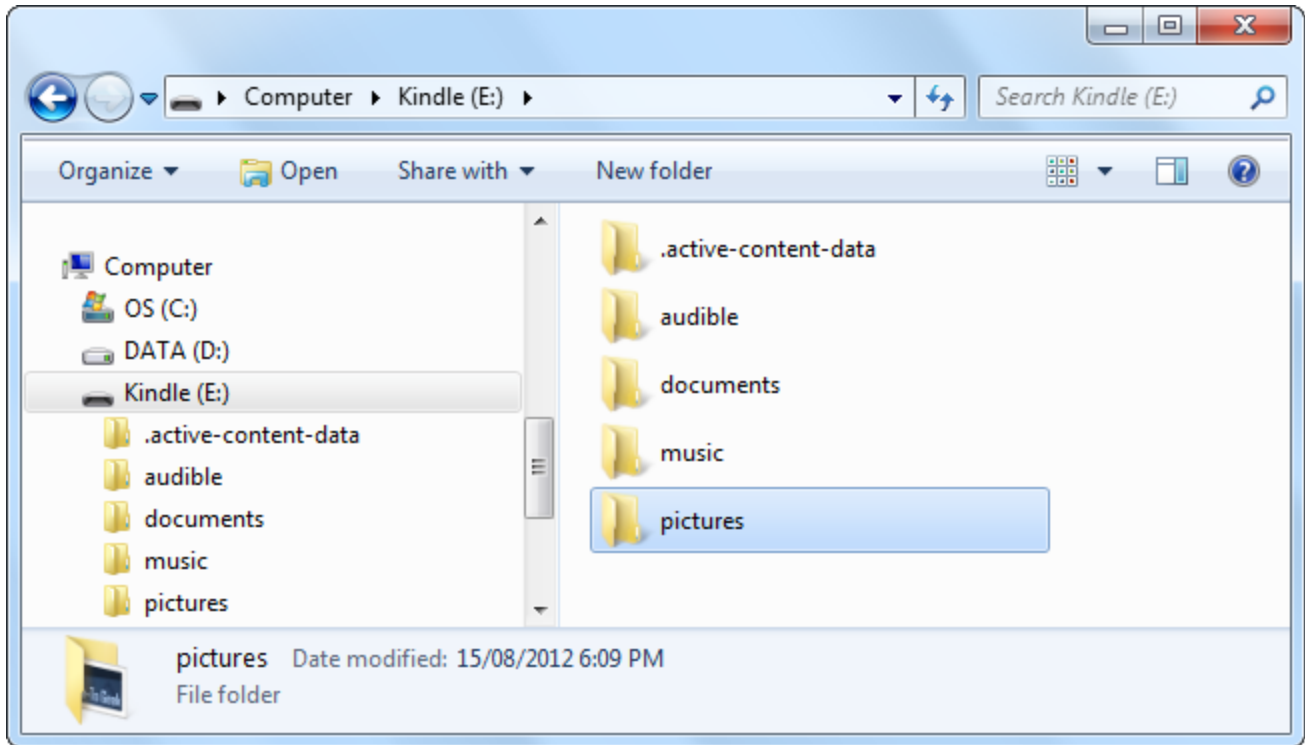 Computer Kindle (E:) Search Kindle (E:)
Organize Open Share with New folder
Computer
OS (C:)
DATA (D:)
Kindle (E:)
.active-content-data
audible
documents
music
pictures
.active-content-data
audible
documents
music
pictures
pictures Date modified: 15/08/2012 6:09 PM
File folder